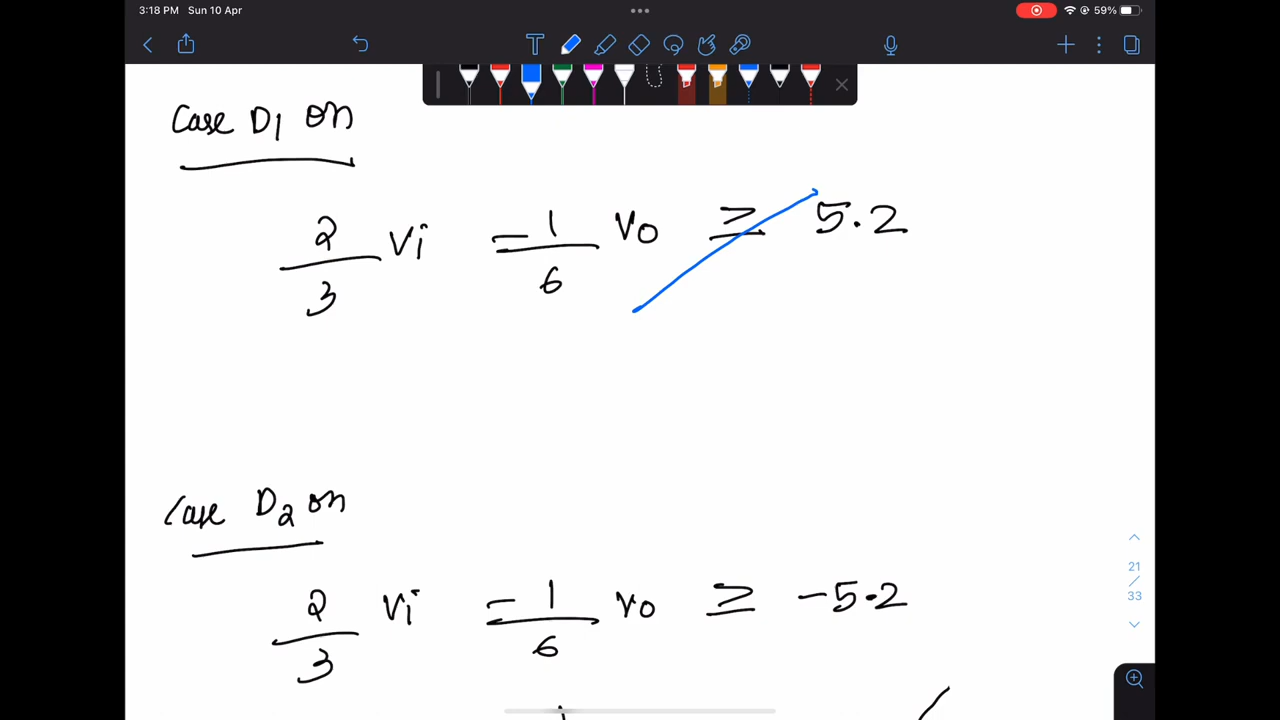 3:18 PM Sun 10 Apr
59%
T
Case D1 on
2/3 Vi - 1/6 Vo ≥ 5.2
Case D2 on
2/3 Vi - 1/6 Vo ≥ -5.2
21
/
33